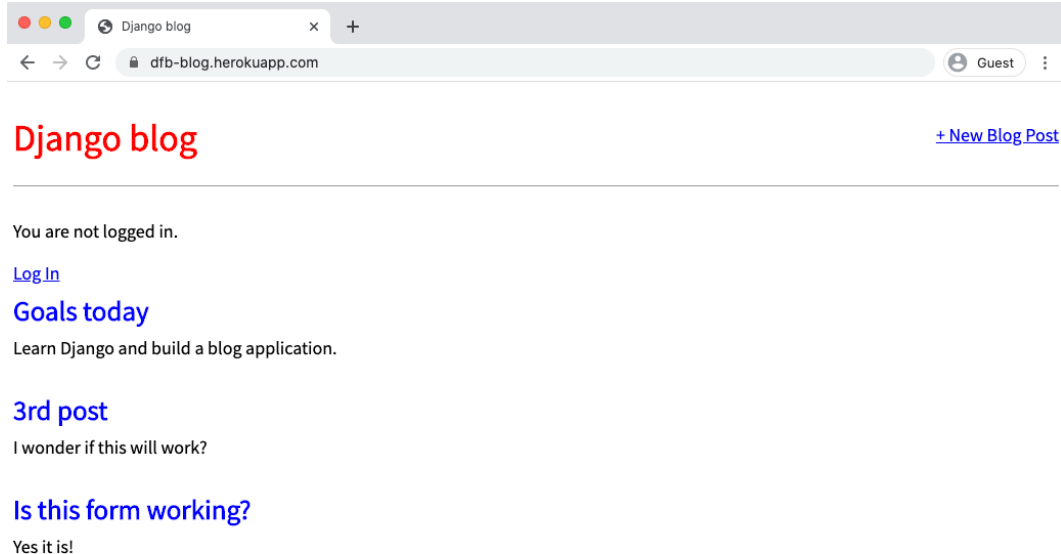 Django blog
dfb-blog.herokuapp.com
Guest
Django blog
+ New Blog Post
You are not logged in.
Log In
Goals today
Learn Django and build a blog application.
3rd post
I wonder if this will work?
Is this form working?
Yes it is!